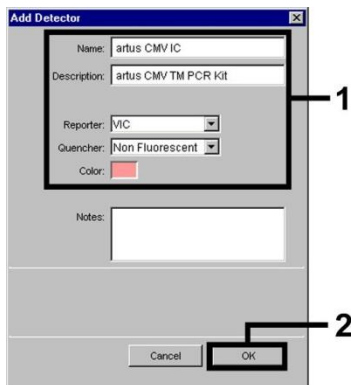 Add Detector
Name: artus CMV IC
Description: artus CMV TM PCR Kit
1
Reporter: VIC
Quencher: Non Fluorescent
Color:
Notes:
2
Cancel OK